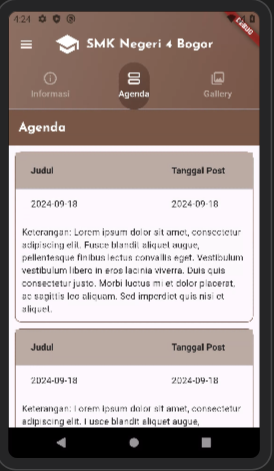 4:24
DEBUG
SMK Negeri 4 Bogor
Informasi
Agenda
Gallery
Agenda
Judul Tanggal Post
2024-09-18 2024-09-18
Keterangan: Lorem ipsum dolor sit amet, consectetur
adipiscing elit. Fusce blandit aliquet augue,
pellentesque finibus lectus convallis eget. Vestibulum
vestibulum libero in eros lacinia viverra. Duis quis
consectetur justo. Morbi luctus mi et dolor placerat,
ac sagittis leo aliquam. Sed imperdiet quis nisi et
aliquet.
Judul Tanggal Post
2024-09-18 2024-09-18
Keterangan: Lorem ipsum dolor sit amet, consectetur
adipiscing elit. Fusce blandit aliquet augue,